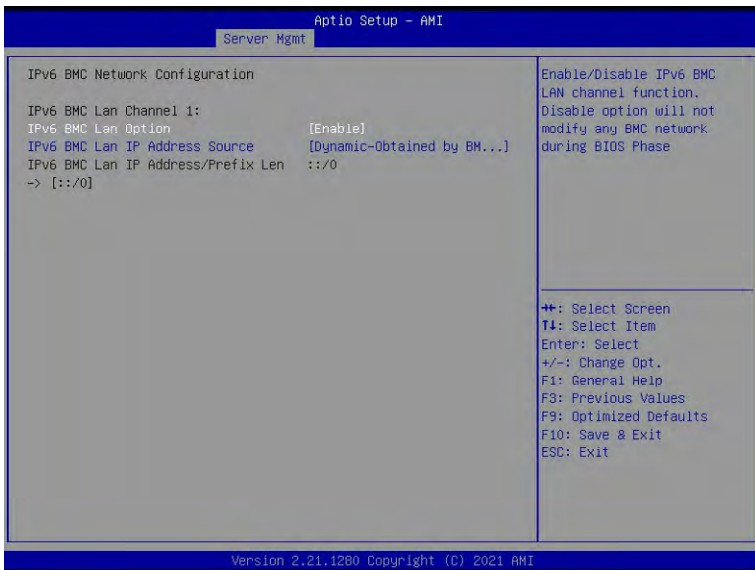 Aptio Setup - AMI
Server Mgmt
IPv6 BMC Network Configuration
IPv6 BMC Lan Channel 1:
IPv6 BMC Lan Option [Enable]
IPv6 BMC Lan IP Address Source [Dynamic-Obtained by BM...]
IPv6 BMC Lan IP Address/Prefix Len ::/0
-> [::/0]
Enable/Disable IPv6 BMC
LAN channel function.
Disable option will not
modify any BMC network
during BIOS Phase
→←: Select Screen
↑↓: Select Item
Enter: Select
+/-: Change Opt.
F1: General Help
F3: Previous Values
F9: Optimized Defaults
F10: Save & Exit
ESC: Exit
Version 2.21.1280 Copyright (C) 2021 AMI